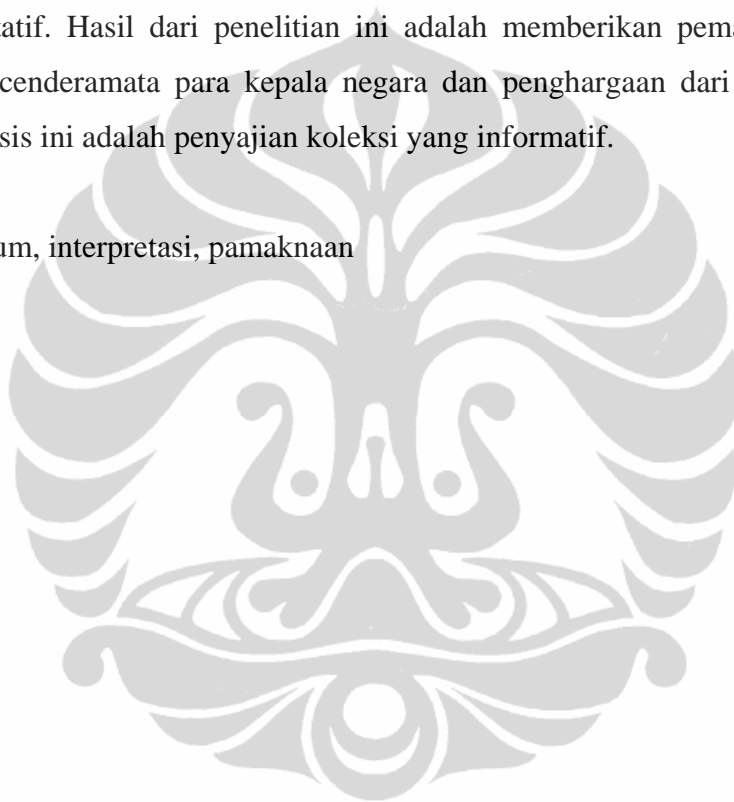 tatif. Hasil dari penelitian ini adalah memberikan pema
cenderamata para kepala negara dan penghargaan dari
sis ini adalah penyajian koleksi yang informatif.
um, interpretasi, pamaknaan